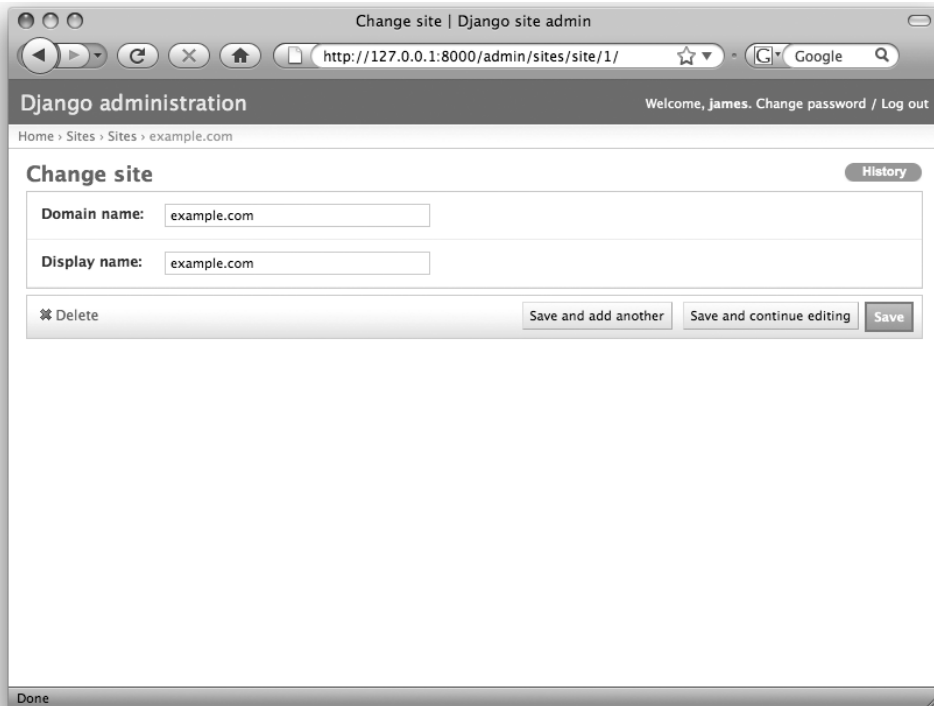 Change site | Django site admin
http://127.0.0.1:8000/admin/sites/site/1/ G Google
Django administration Welcome, james. Change password / Log out
Home › Sites › Sites › example.com
Change site History
Domain name: example.com
Display name: example.com
Delete Save and add another Save and continue editing Save
Done